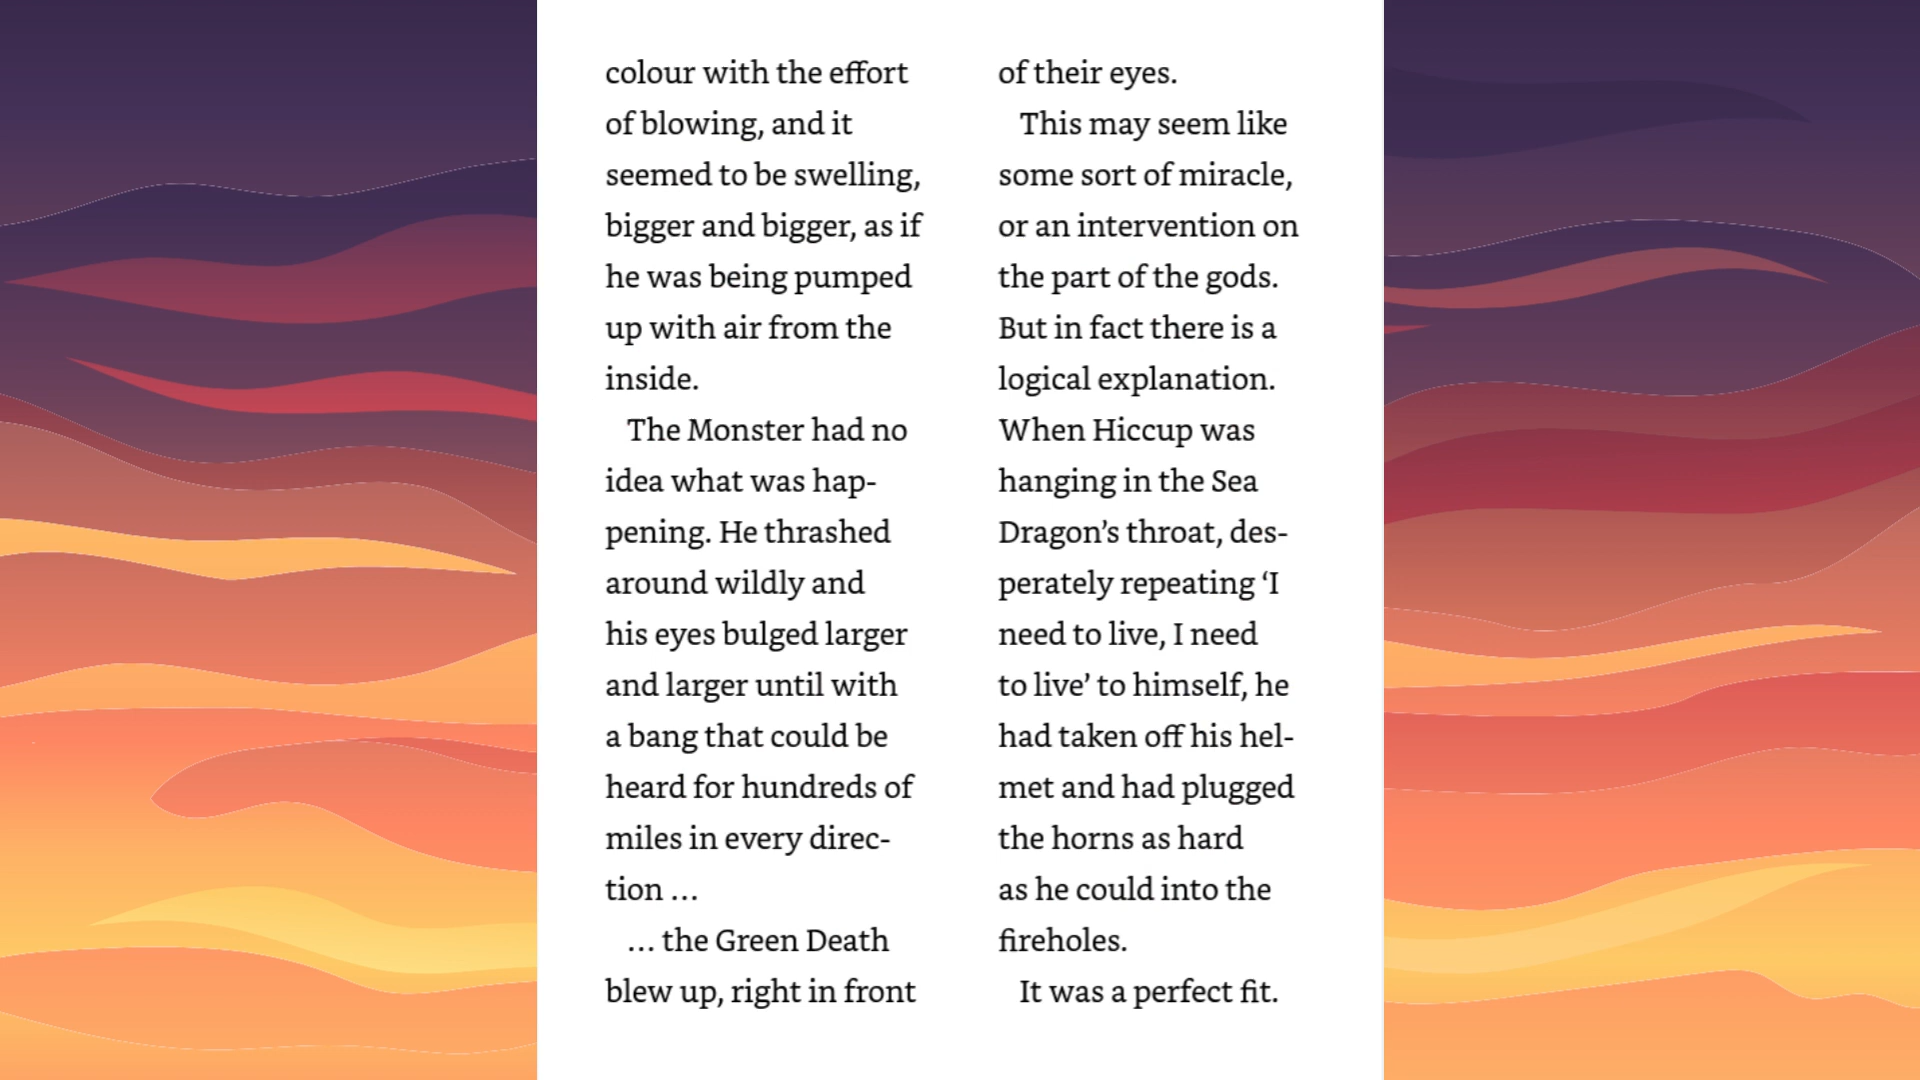 colour with the effort
of blowing, and it
seemed to be swelling,
bigger and bigger, as if
he was being pumped
up with air from the
inside.
The Monster had no
idea what was hap-
pening. He thrashed
around wildly and
his eyes bulged larger
and larger until with
a bang that could be
heard for hundreds of
miles in every direc-
tion …
… the Green Death
blew up, right in front
of their eyes.
This may seem like
some sort of miracle,
or an intervention on
the part of the gods.
But in fact there is a
logical explanation.
When Hiccup was
hanging in the Sea
Dragon’s throat, des-
perately repeating ‘I
need to live, I need
to live’ to himself, he
had taken off his hel-
met and had plugged
the horns as hard
as he could into the
fireholes.
It was a perfect fit.